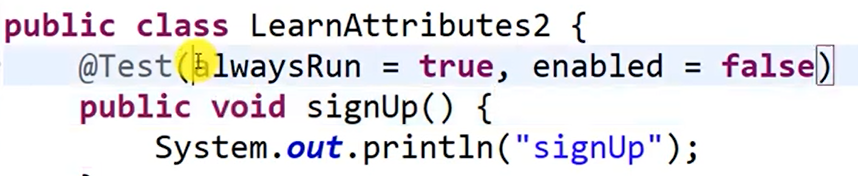 public class LearnAttributes2 {
@Test(alwaysRun = true, enabled = false)
public void signUp() {
System.out.println("signUp");
}